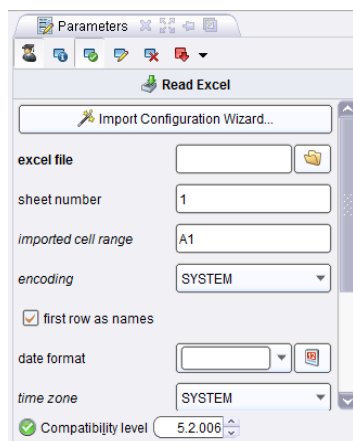 Parameters
Read Excel
Import Configuration Wizard...
excel file
sheet number 1
imported cell range A1
encoding SYSTEM
first row as names
date format
time zone SYSTEM
Compatibility level 5.2.006